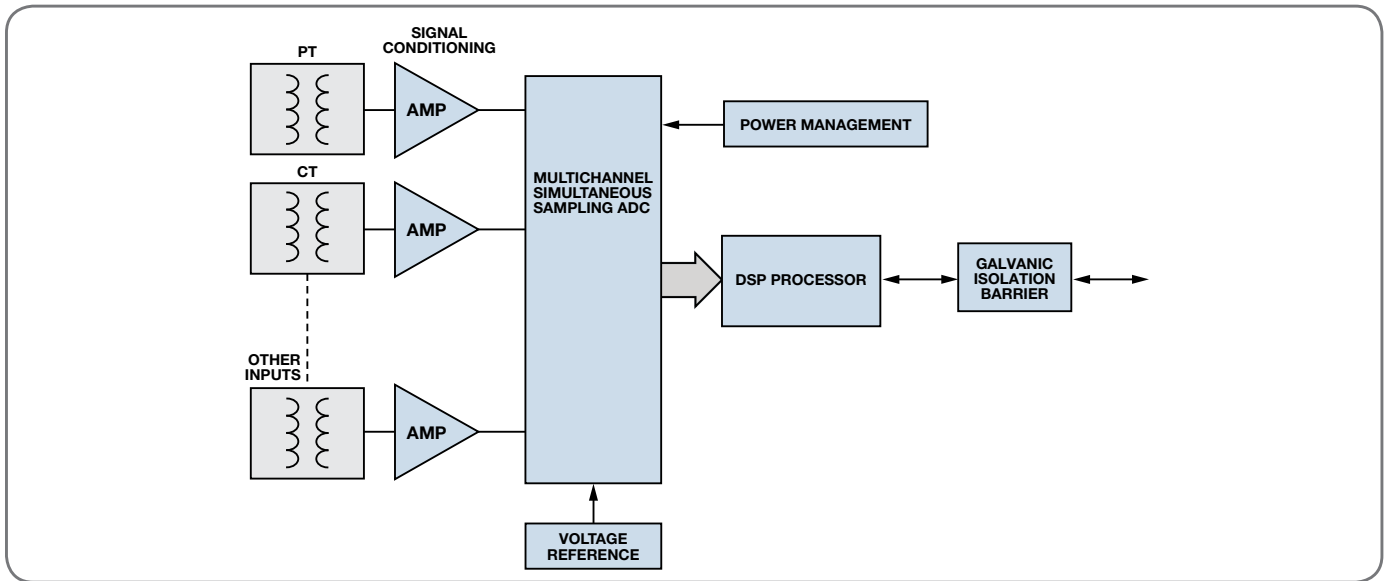 PT
SIGNAL
CONDITIONING
AMP
POWER MANAGEMENT
CT
AMP
MULTICHANNEL
SIMULTANEOUS
SAMPLING ADC
DSP PROCESSOR
GALVANIC
ISOLATION
BARRIER
OTHER
INPUTS
AMP
VOLTAGE
REFERENCE